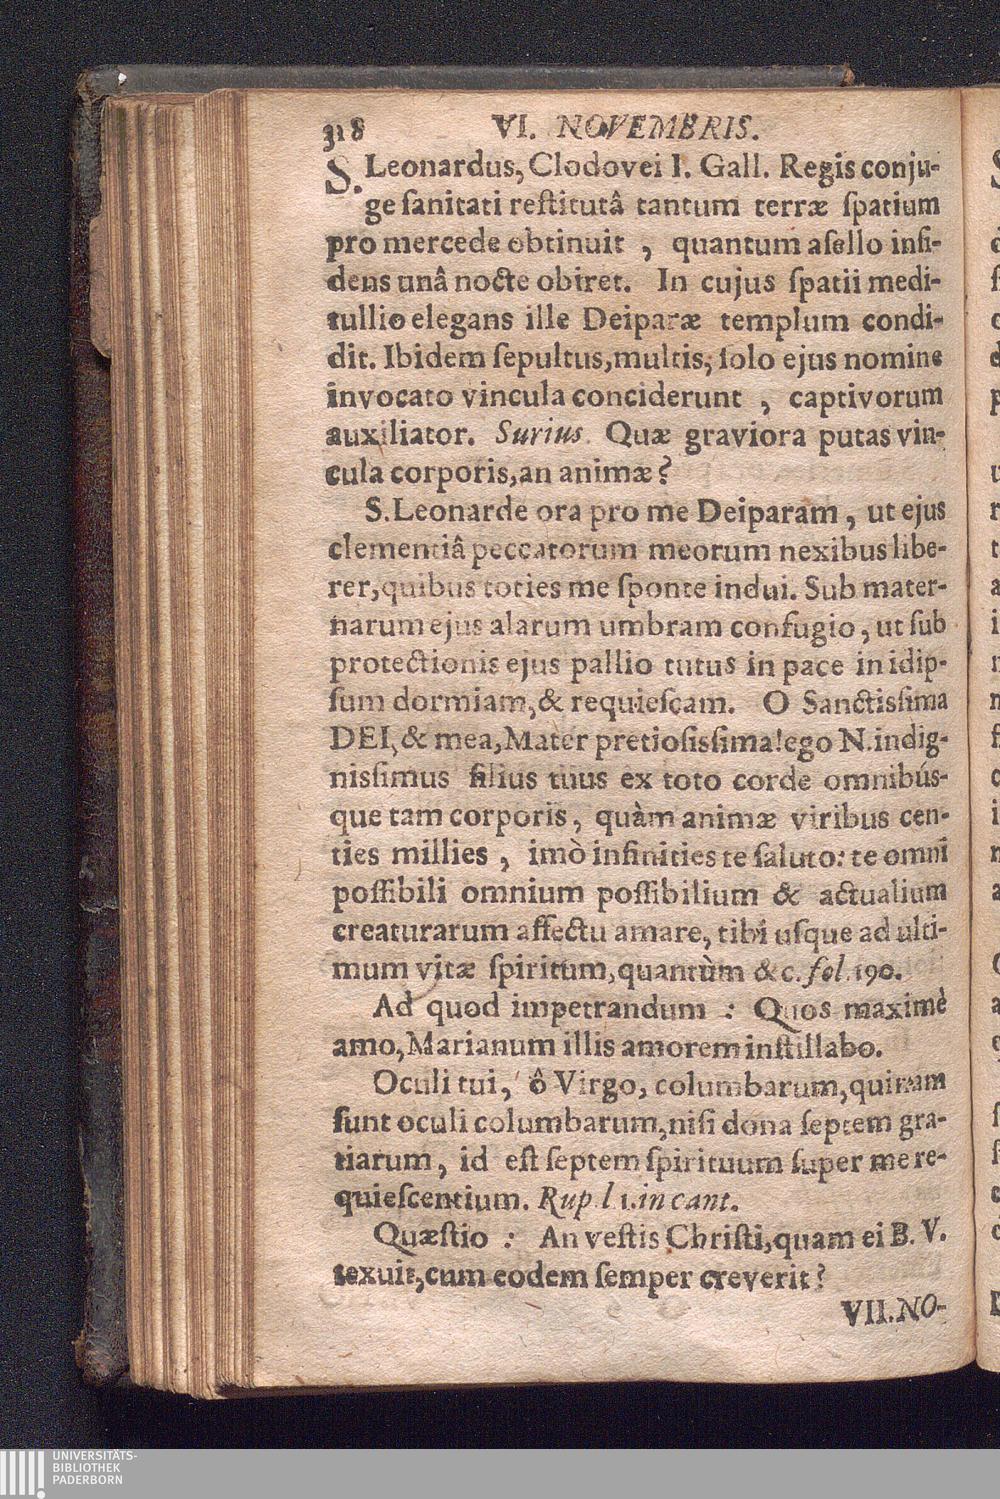 318 VI. NOVEMBRIS.
S. Leonardus, Clodovei I. Gall. Regis conju-
ge ſanitati reſtitutâ tantum terræ ſpatium
pro mercede obtinuit , quantum aſello inſi-
dens unâ nocte obiret. In cujus ſpatii medi-
tullio elegans ille Deiparæ templum condi-
dit. Ibidem ſepultus, multis, ſolo ejus nomine
invocato vincula conciderunt , captivorum
auxiliator. Surius. Quæ graviora putas vin-
cula corporis, an animæ?
S. Leonarde ora pro me Deiparam, ut ejus
clementiâ peccatorum meorum nexibus libe-
rer, quibus toties me ſponte indui. Sub mater-
narum ejus alarum umbram confugio, ut ſub
protectionis ejus pallio tutus in pace in idip-
ſum dormiam, & requieſcam. O Sanctisſima
DEI, & mea, Mater pretioſisſima! ego N. indig-
nisſimus filius tuus ex toto corde omnibús-
que tam corporis, quàm animæ viribus cen-
ties millies , imò infinities te ſaluto: te omni
poſſibili omnium poſſibilium & actualium
creaturarum affectu amare, tibi uſque ad ulti-
mum vitæ ſpiritum, quantùm &c. fol. 190.
Ad quod impetrandum : Quos maximè
amo, Marianum illis amorem inſtillabo.
Oculi tui, ô Virgo, columbarum, quinam
ſunt oculi columbarum, niſi dona ſeptem gra-
tiarum, id eſt ſeptem ſpirituum ſuper me re-
quieſcentium. Rup l. 1. in cant.
Quæſtio : An veſtis Chriſti, quam ei B. V.
texuit, cum eodem ſemper creverit?
VII. NO-
UNIVERSITÄTS-
BIBLIOTHEK
PADERBORN